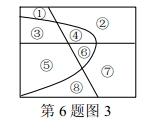 ① ②
③ ④
⑤ ⑥ ⑦
⑧
第 6 题图 3